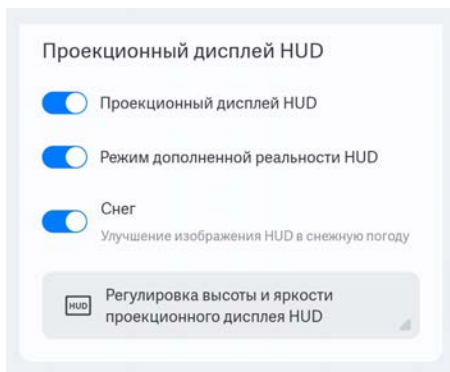 Проекционный дисплей HUD
Проекционный дисплей HUD
Режим дополненной реальности HUD
Снег
Улучшение изображения HUD в снежную погоду
HUD
Регулировка высоты и яркости
проекционного дисплея HUD